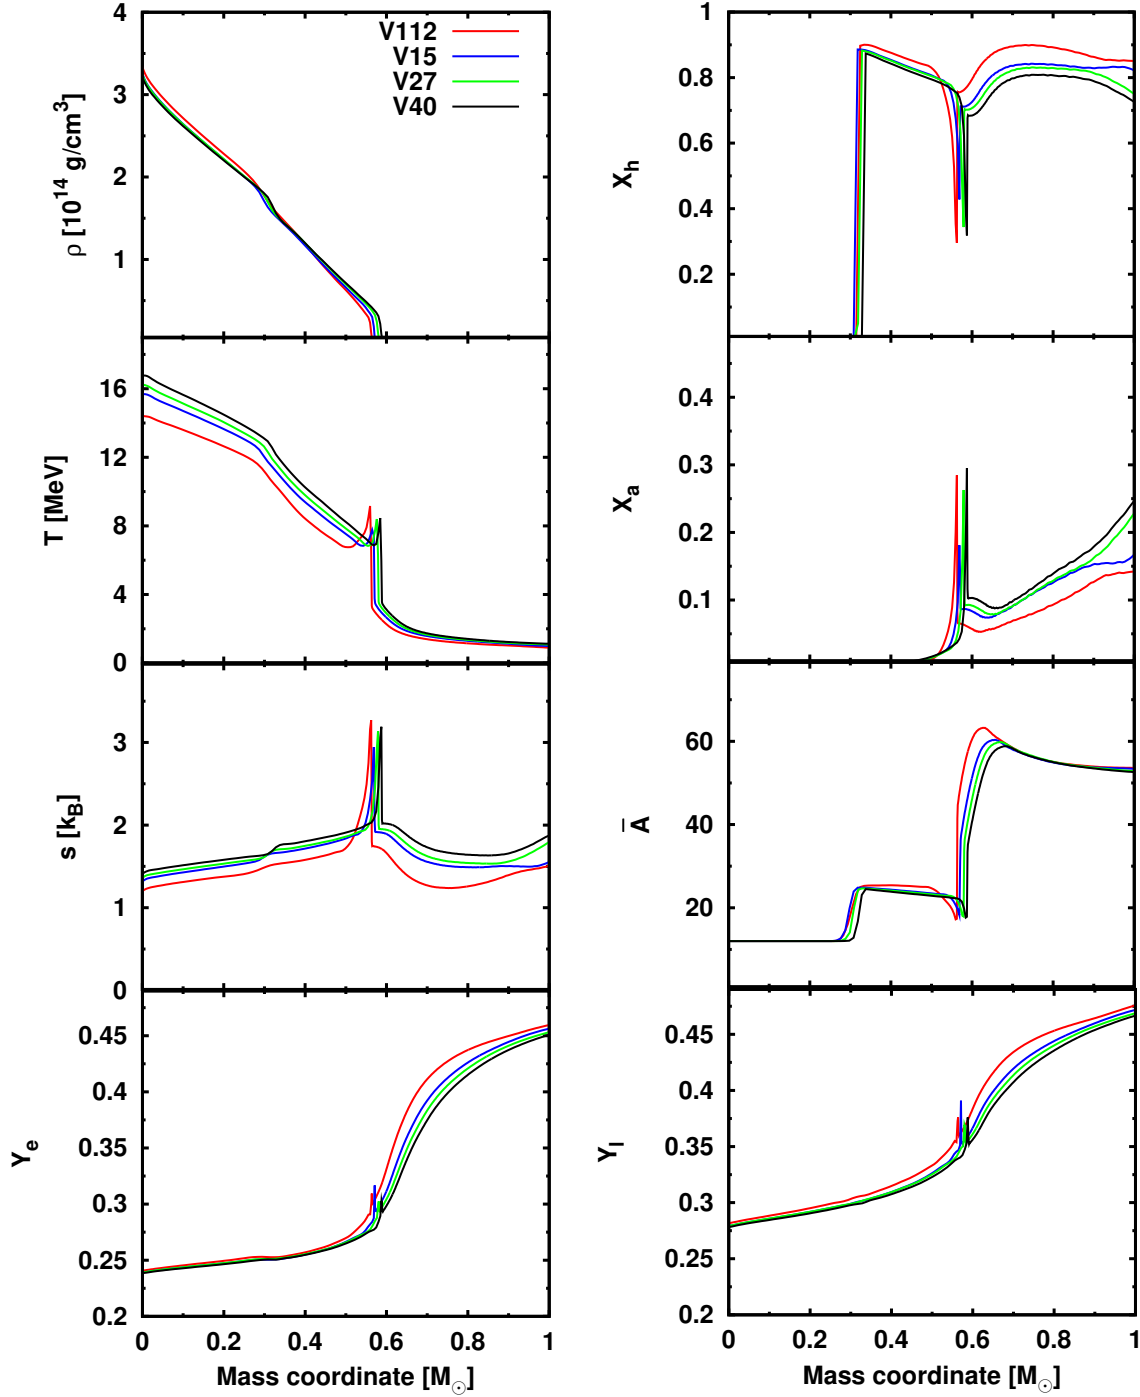 V112
V15
V27
V40
ρ [10^14 g/cm^3]
4
3
2
1
X_h
1
0.8
0.6
0.4
0.2
T [MeV]
16
12
8
4
0
X_a
0.4
0.3
0.2
0.1
s [k_B]
3
2
1
0
A̅
60
40
20
Y_e
0.45
0.4
0.35
0.3
0.25
0.2
0 0.2 0.4 0.6 0.8 1
Mass coordinate [M_☉]
Y_l
0.45
0.4
0.35
0.3
0.25
0.2
0 0.2 0.4 0.6 0.8 1
Mass coordinate [M_☉]